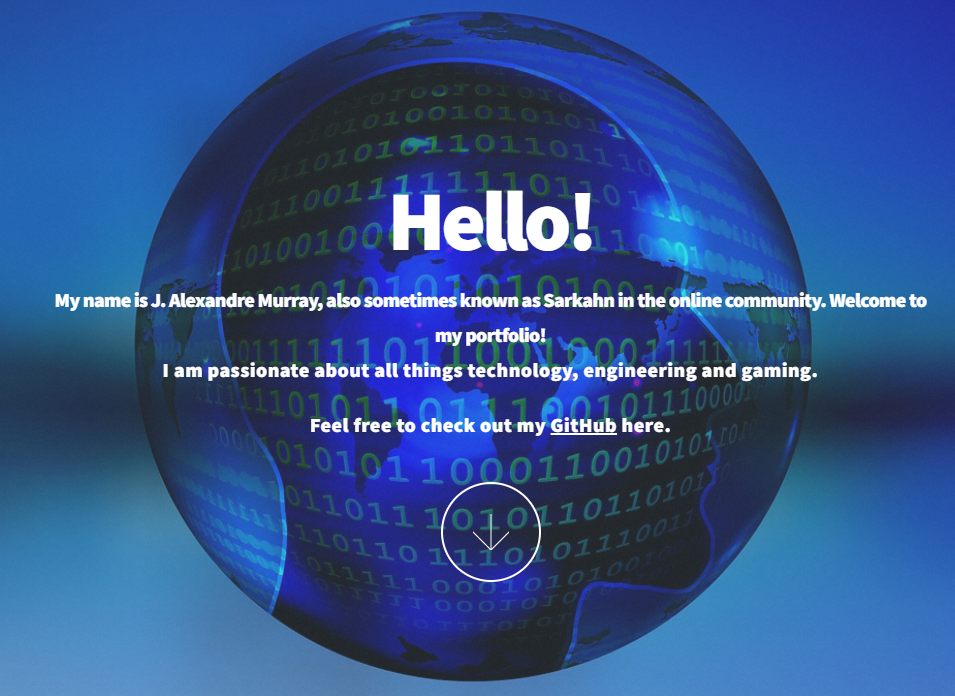 Hello!
My name is J. Alexandre Murray, also sometimes known as Sarkahn in the online community. Welcome to
my portfolio!
I am passionate about all things technology, engineering and gaming.
Feel free to check out my GitHub here.